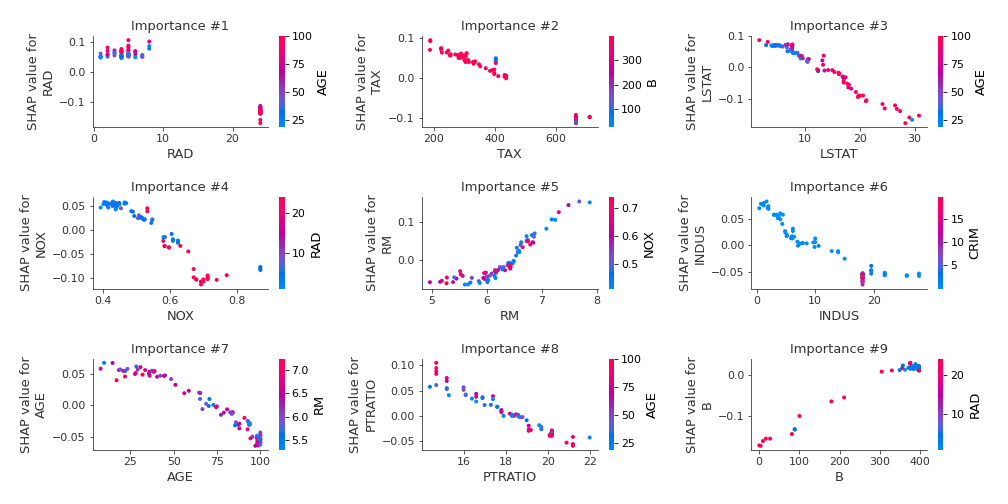 Importance #1
Importance #2
Importance #3
SHAP value for
RAD
0.1
0.0
−0.1
0
10
20
RAD
100
75
50
25
AGE
SHAP value for
TAX
0.1
0.0
−0.1
200
400
600
TAX
300
200
100
B
SHAP value for
LSTAT
0.1
0.0
−0.1
10
20
30
LSTAT
100
75
50
25
AGE
Importance #4
Importance #5
Importance #6
SHAP value for
NOX
0.05
0.00
−0.05
−0.10
0.4
0.6
0.8
NOX
20
10
RAD
SHAP value for
RM
0.1
0.0
5
6
7
8
RM
0.7
0.6
0.5
NOX
SHAP value for
INDUS
0.05
0.00
−0.05
0
10
20
INDUS
15
10
5
CRIM
Importance #7
Importance #8
Importance #9
SHAP value for
AGE
0.05
0.00
−0.05
25
50
75
100
AGE
7.0
6.5
6.0
5.5
RM
SHAP value for
PTRATIO
0.10
0.05
0.00
−0.05
16
18
20
22
PTRATIO
100
75
50
25
AGE
SHAP value for
B
0.0
−0.1
0
100
200
300
400
B
20
10
RAD